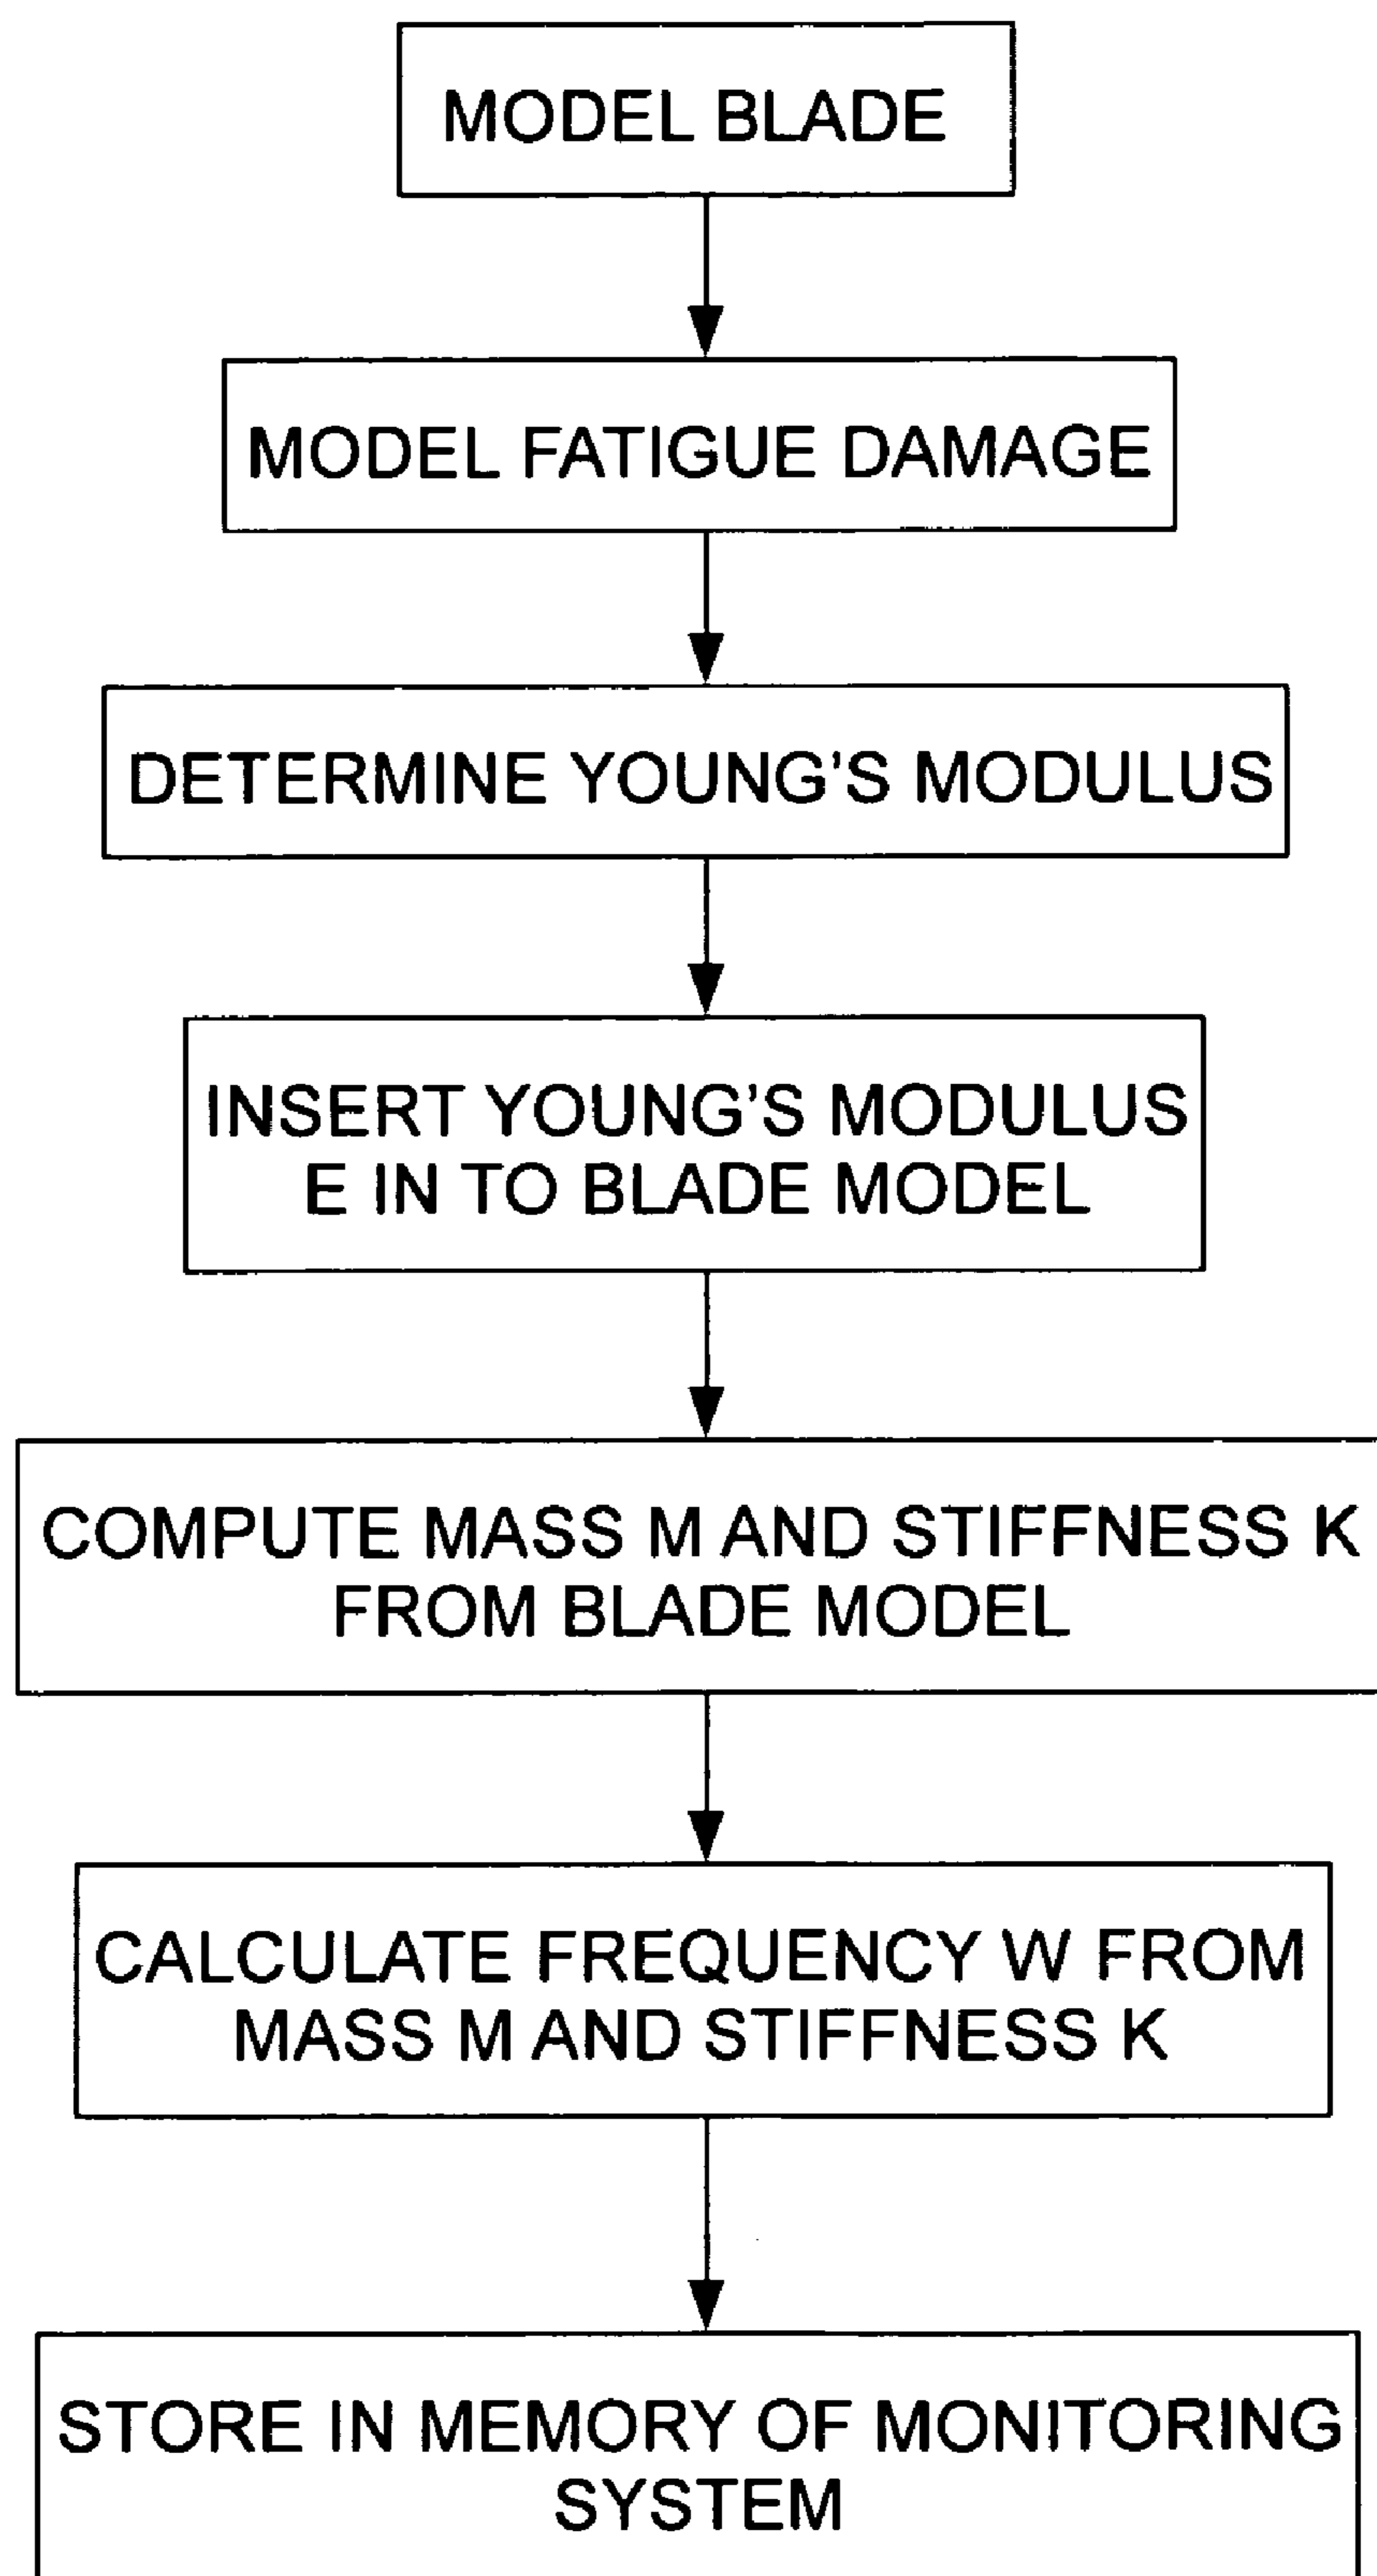 MODEL BLADE
MODEL FATIGUE DAMAGE
DETERMINE YOUNG'S MODULUS
INSERT YOUNG'S MODULUS
E IN TO BLADE MODEL
COMPUTE MASS M AND STIFFNESS K
FROM BLADE MODEL
CALCULATE FREQUENCY W FROM
MASS M AND STIFFNESS K
STORE IN MEMORY OF MONITORING
SYSTEM